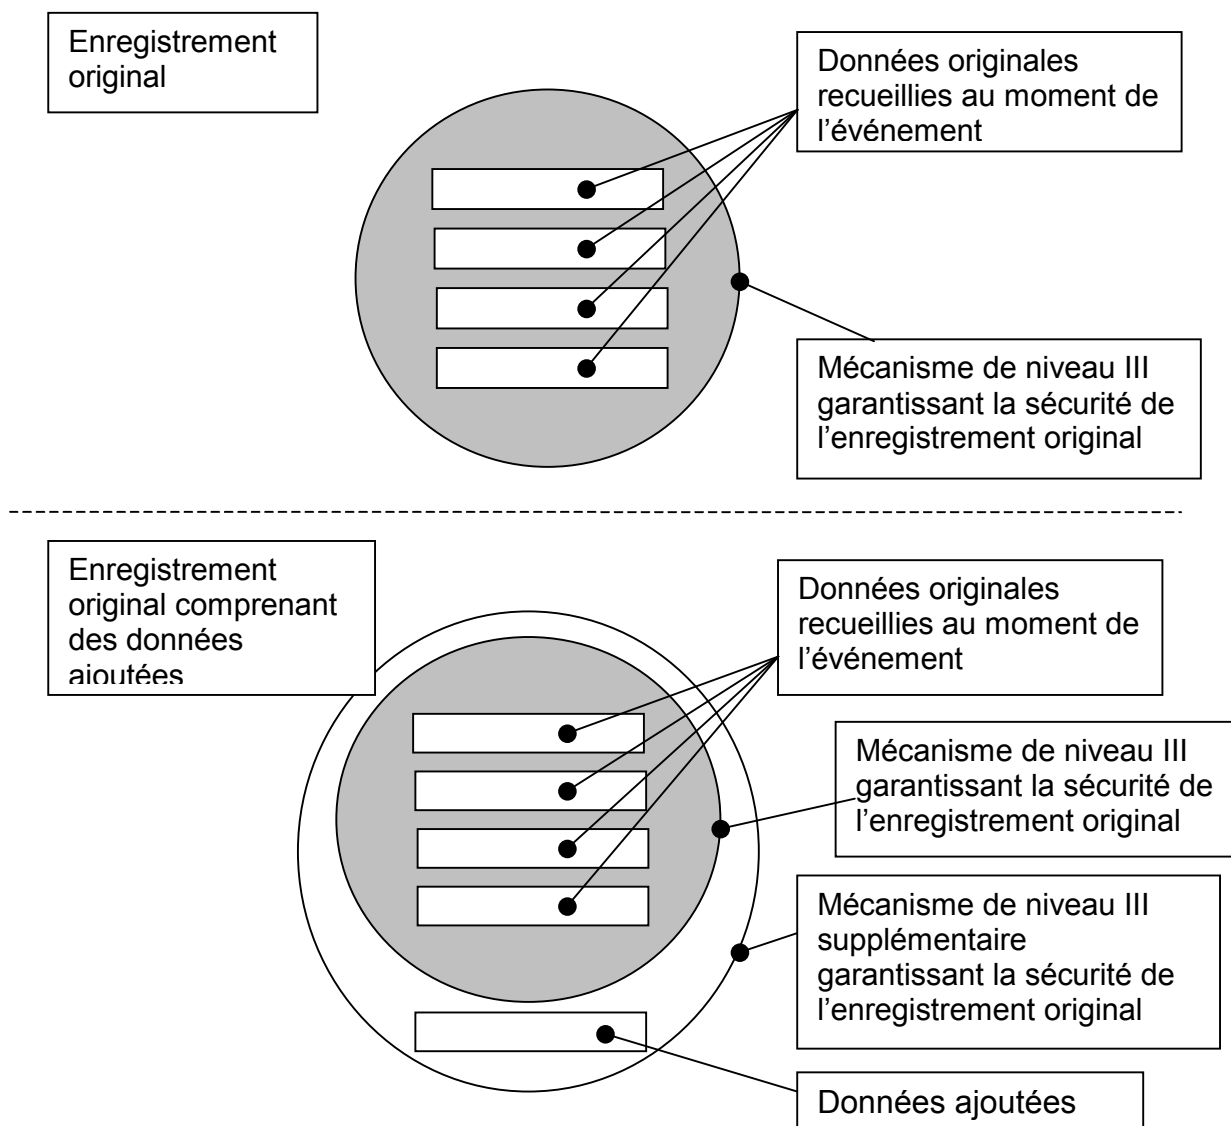 Enregistrement
original
Données originales
recueillies au moment de
l’événement
Mécanisme de niveau III
garantissant la sécurité de
l’enregistrement original
Enregistrement
original comprenant
des données
ajoutées
Données originales
recueillies au moment de
l’événement
Mécanisme de niveau III
garantissant la sécurité de
l’enregistrement original
Mécanisme de niveau III
supplémentaire
garantissant la sécurité de
l’enregistrement original
Données ajoutées